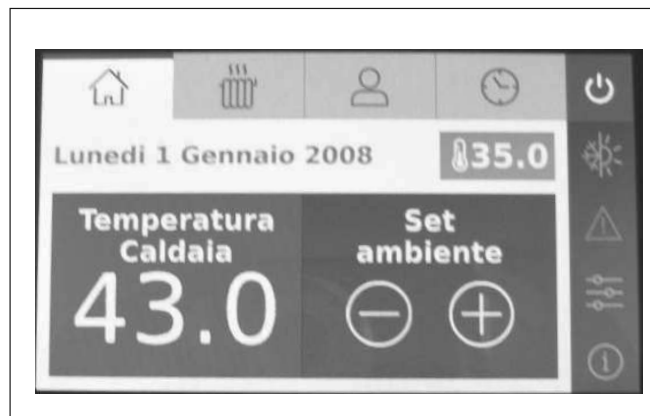 Lunedi 1 Gennaio 2008
35.0
Temperatura
Caldaia
43.0
Set
ambiente